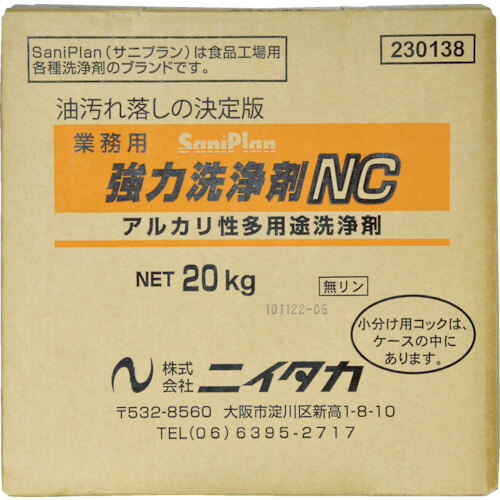 SaniPlan（サニプラン）は食品工場用
各種洗浄剤のブランドです。
230138
油汚れ落しの決定版
業務用 SaniPlan
強力洗浄剤NC
アルカリ性多用途洗浄剤
NET 20kg 無リン
101122-GS
小分け用コックは、
ケースの中に
あります。
株式会社ニイタカ
〒532-8560 大阪市淀川区新高1-8-10
TEL(06)6395-2717